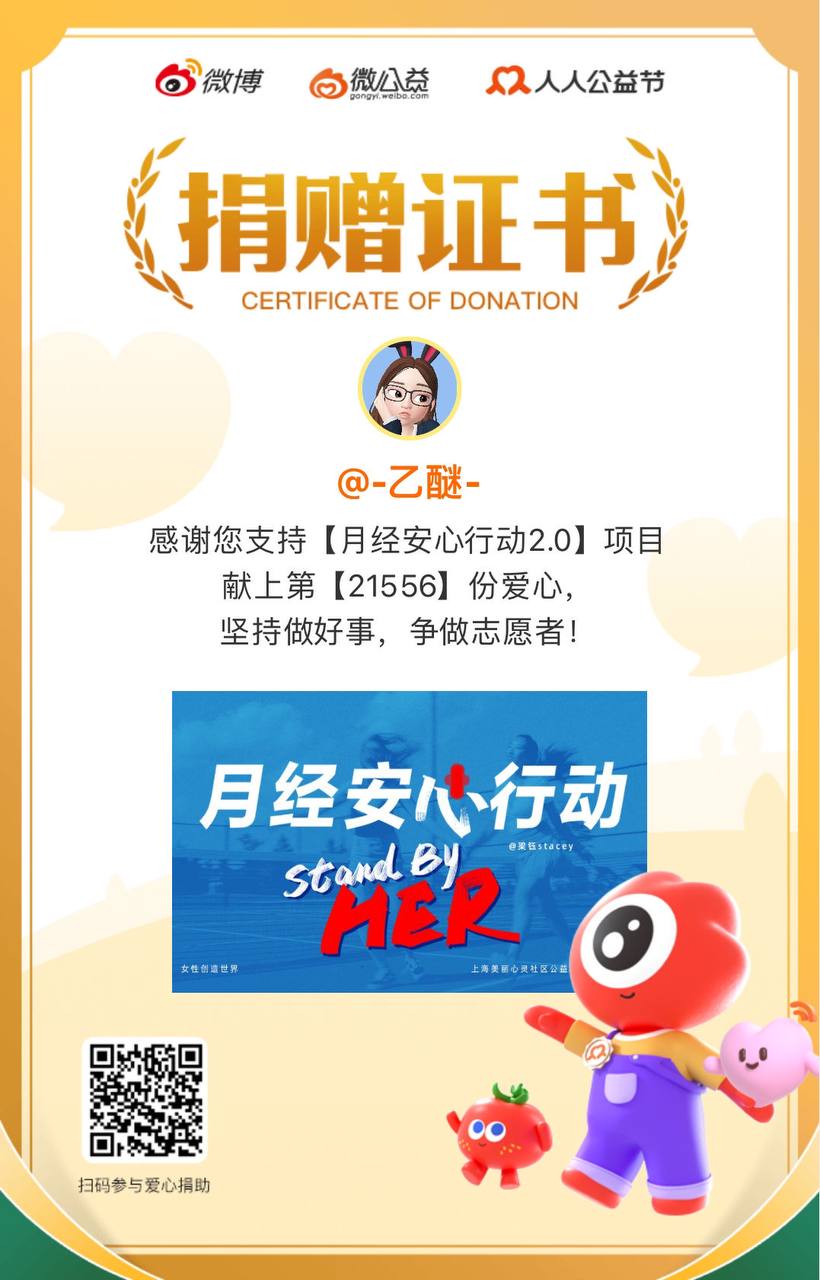 微博
微公益
gongyi.weibo.com
人人公益节
捐赠证书
CERTIFICATE OF DONATION
@-乙醚-
感谢您支持【月经安心行动2.0】项目
献上第【21556】份爱心，
坚持做好事，争做志愿者！
月经安心行动
@梁钰stacey
Stand By
HER
女性创造世界
上海美丽心灵社区公益
扫码参与爱心捐助